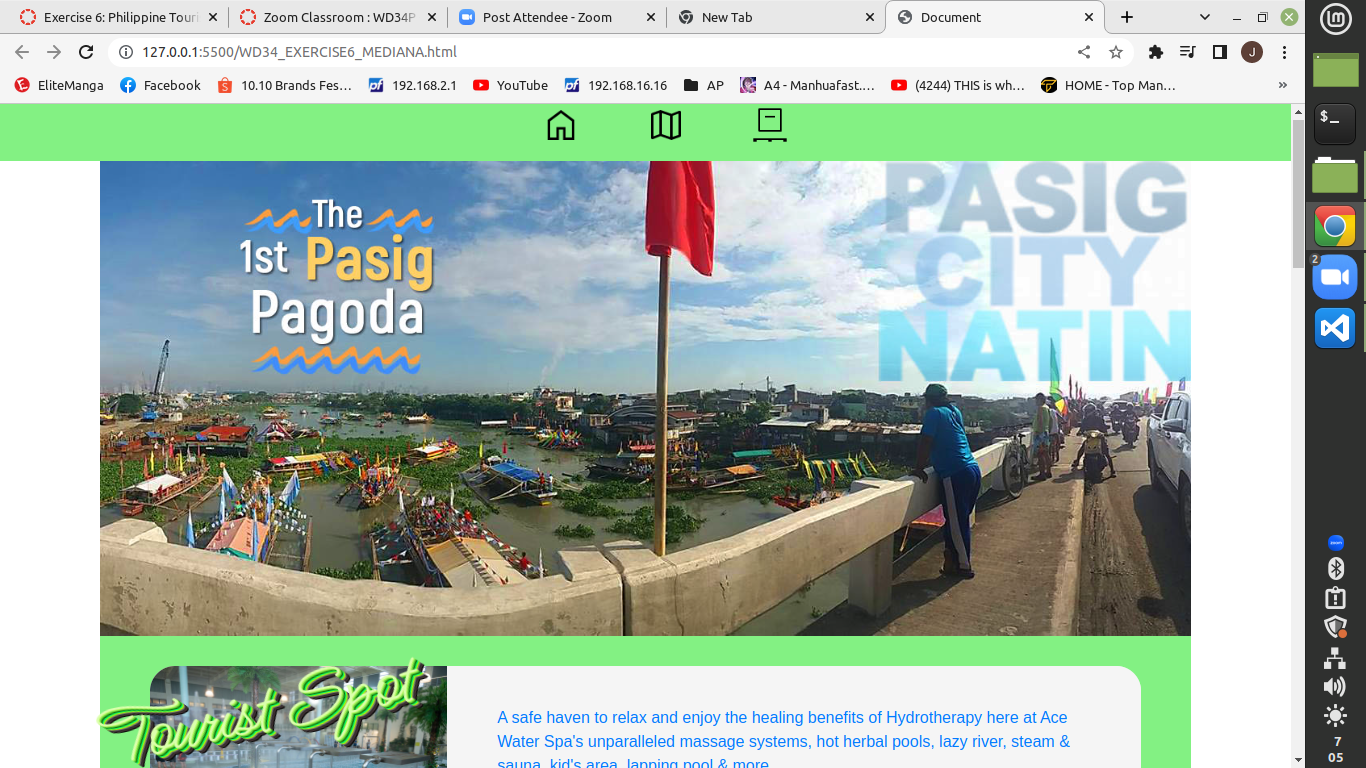 Exercise 6: Philippine Touri
Zoom Classroom : WD34P
Post Attendee - Zoom
New Tab
Document
127.0.0.1:5500/WD34_EXERCISE6_MEDIANA.html
J
EliteManga
Facebook
10.10 Brands Fes...
192.168.2.1
YouTube
192.168.16.16
AP
A4 - Manhuafast....
(4244) THIS is wh...
HOME - Top Man...
»
The
1st Pasig
Pagoda
PASIG
CITY
NATIN
Tourist Spot
A safe haven to relax and enjoy the healing benefits of Hydrotherapy here at Ace
Water Spa's unparalleled massage systems, hot herbal pools, lazy river, steam &
sauna, kid's area, lapping pool & more
$_
2
7
05